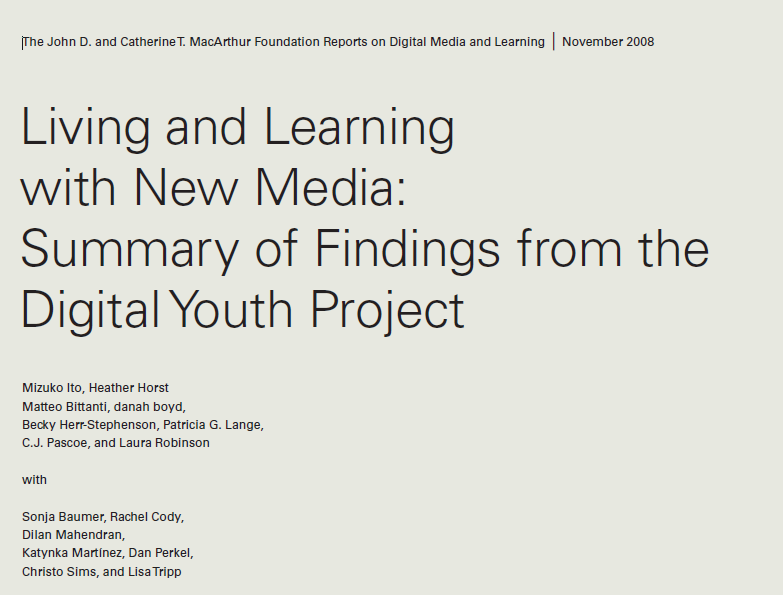 The John D. and Catherine T. MacArthur Foundation Reports on Digital Media and Learning | November 2008
Living and Learning
with New Media:
Summary of Findings from the
Digital Youth Project
Mizuko Ito, Heather Horst
Matteo Bittanti, danah boyd,
Becky Herr-Stephenson, Patricia G. Lange,
C.J. Pascoe, and Laura Robinson
with
Sonja Baumer, Rachel Cody,
Dilan Mahendran,
Katynka Martínez, Dan Perkel,
Christo Sims, and Lisa Tripp